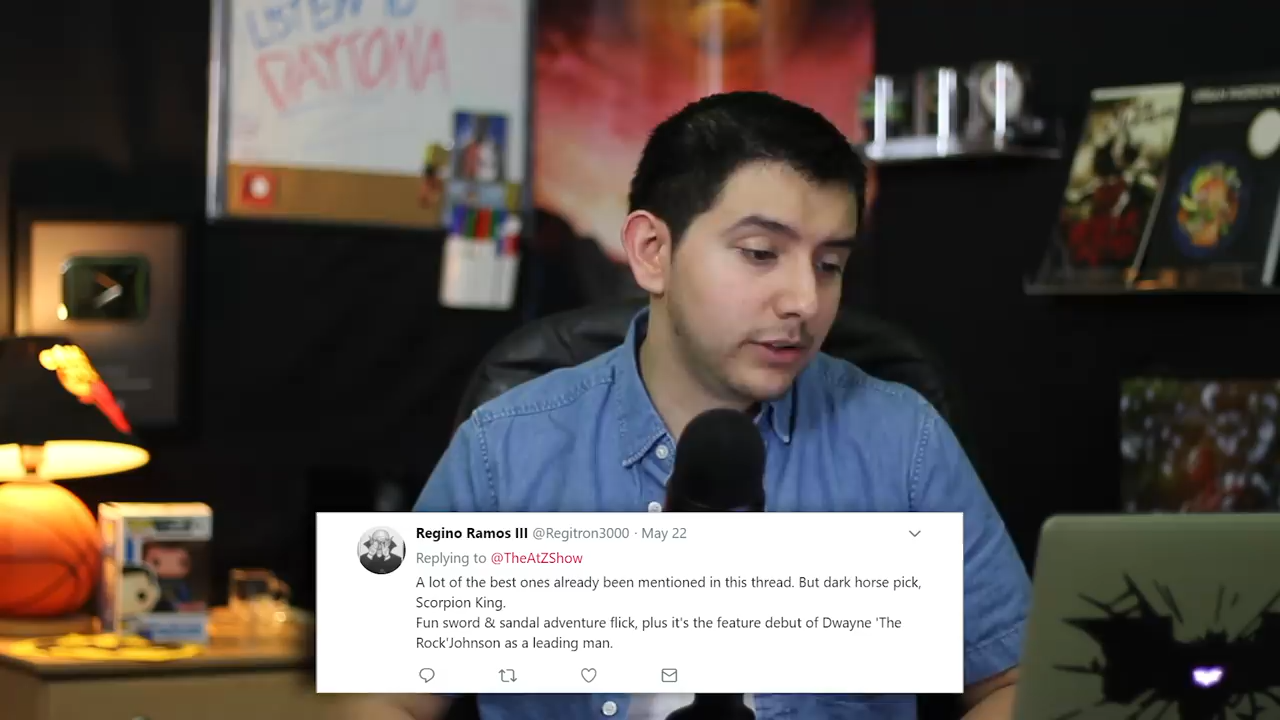 LISTEN TO
DAYTONA
Regino Ramos III @Regitron3000 · May 22
Replying to @TheAtZShow
A lot of the best ones already been mentioned in this thread. But dark horse pick,
Scorpion King.
Fun sword & sandal adventure flick, plus it's the feature debut of Dwayne 'The
Rock'Johnson as a leading man.